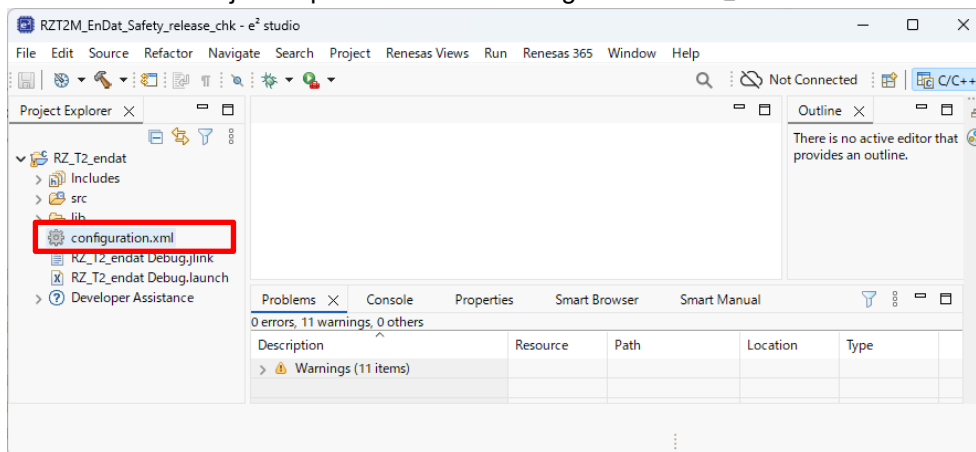 RZT2M_EnDat_Safety_release_chk - e² studio
File Edit Source Refactor Navigate Search Project Renesas Views Run Renesas 365 Window Help
Not Connected C/C++
Project Explorer Outline
There is no active editor that
provides an outline.
RZ_T2_endat
Includes
src
lib
configuration.xml
RZ_T2_endat Debug.jlink
RZ_T2_endat Debug.launch
Developer Assistance
Problems Console Properties Smart Browser Smart Manual
0 errors, 11 warnings, 0 others
Description Resource Path Location Type
Warnings (11 items)